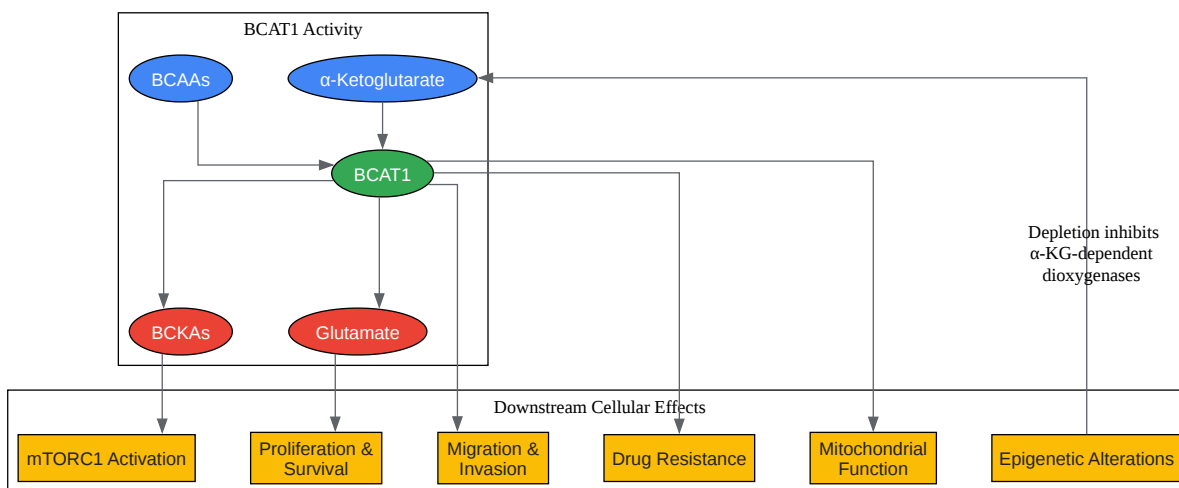 BCAT1 Activity
BCAAs
α-Ketoglutarate
BCAT1
Depletion inhibits
α-KG-dependent
dioxygenases
BCKAs
Glutamate
Downstream Cellular Effects
mTORC1 Activation
Proliferation &
Survival
Migration &
Invasion
Drug Resistance
Mitochondrial
Function
Epigenetic Alterations